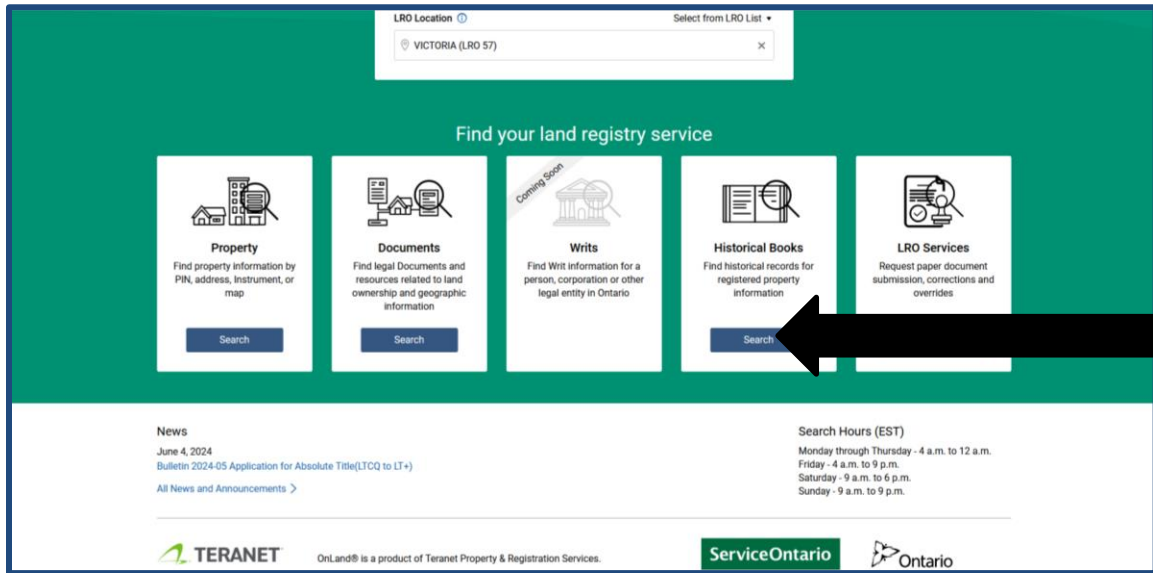 LRO Location
Select from LRO List
VICTORIA (LRO 57)
Find your land registry service
Property
Find property information by
PIN, address, Instrument, or
map
Search
Documents
Find legal Documents and
resources related to land
ownership and geographic
information
Search
Coming Soon
Writs
Find Writ information for a
person, corporation or other
legal entity in Ontario
Historical Books
Find historical records for
registered property
information
Search
LRO Services
Request paper document
submission, corrections and
overrides
News
June 4, 2024
Bulletin 2024-05 Application for Absolute Title(LTCQ to LT+)
All News and Announcements >
Search Hours (EST)
Monday through Thursday - 4 a.m. to 12 a.m.
Friday - 4 a.m. to 9 p.m.
Saturday - 9 a.m. to 6 p.m.
Sunday - 9 a.m. to 9 p.m.
TERANET
OnLand® is a product of Teranet Property & Registration Services.
ServiceOntario
Ontario